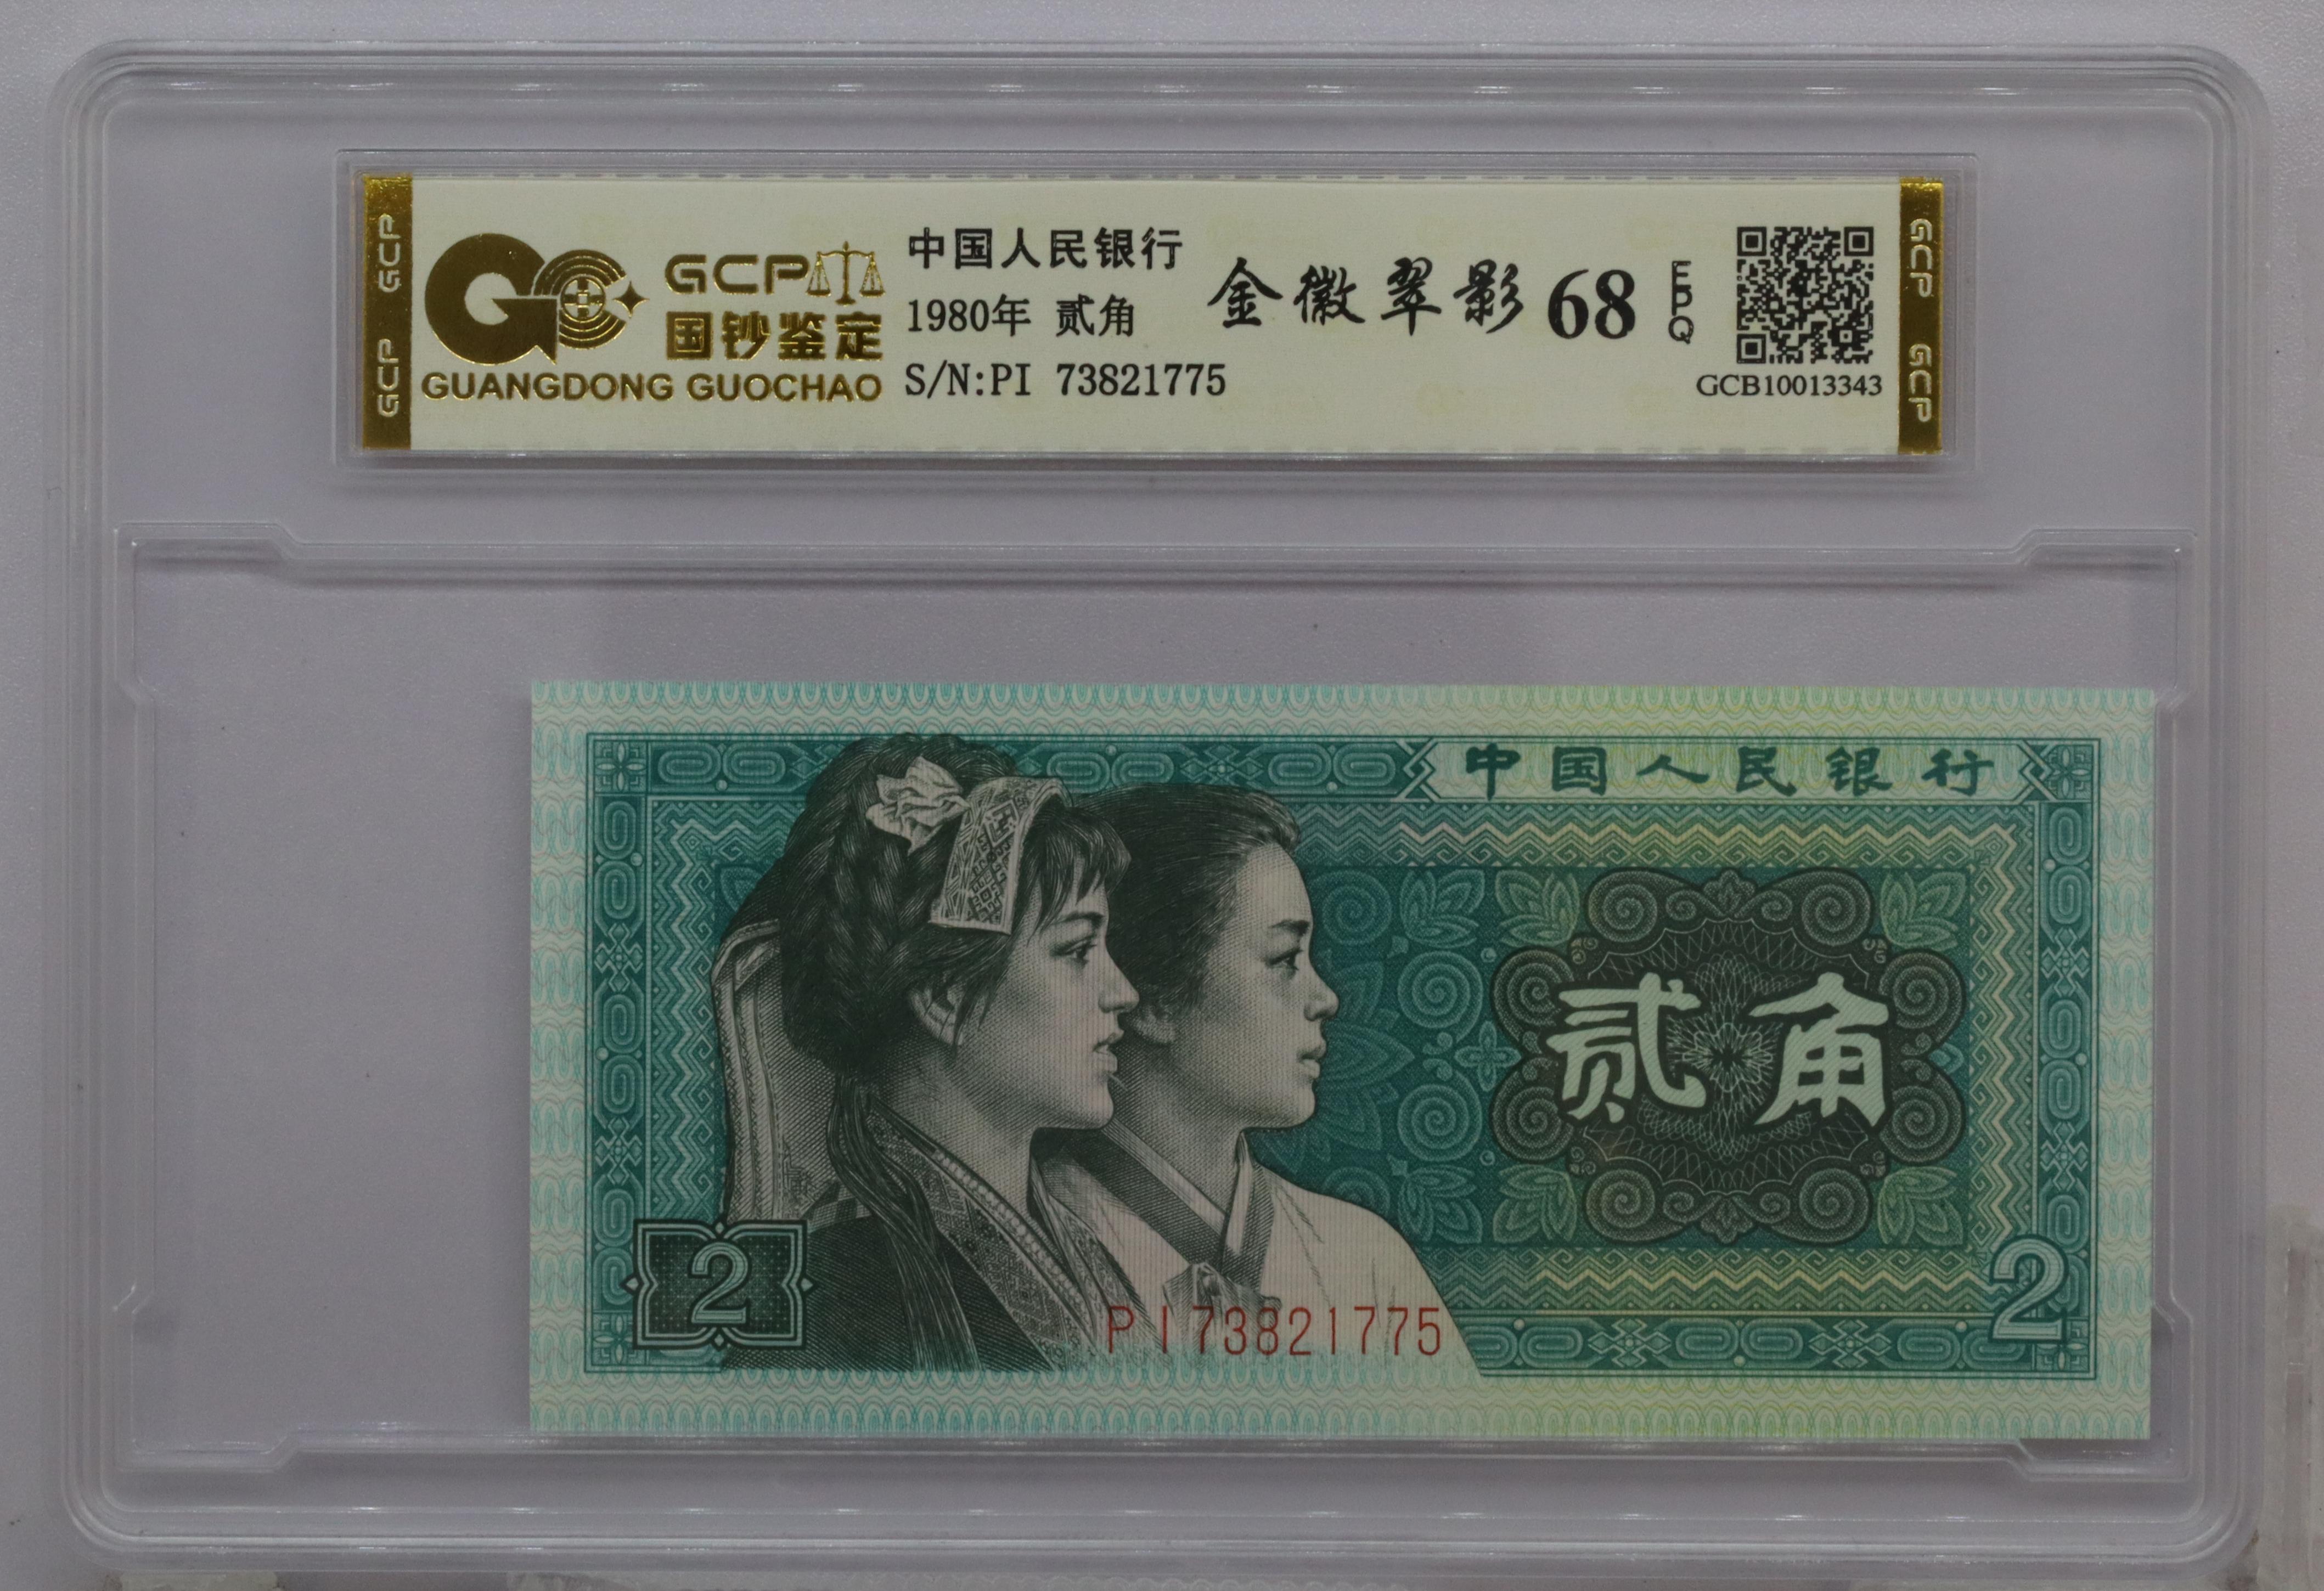 GCP
GCP
GCP
国钞鉴定
GUANGDONG GUOCHAO
中国人民银行
1980年 贰角
S/N:PI 73821775
金徽翠影 68 EPQ
GCB10013343
GCP
GCP
中国人民银行
贰角
2
PI73821775
2